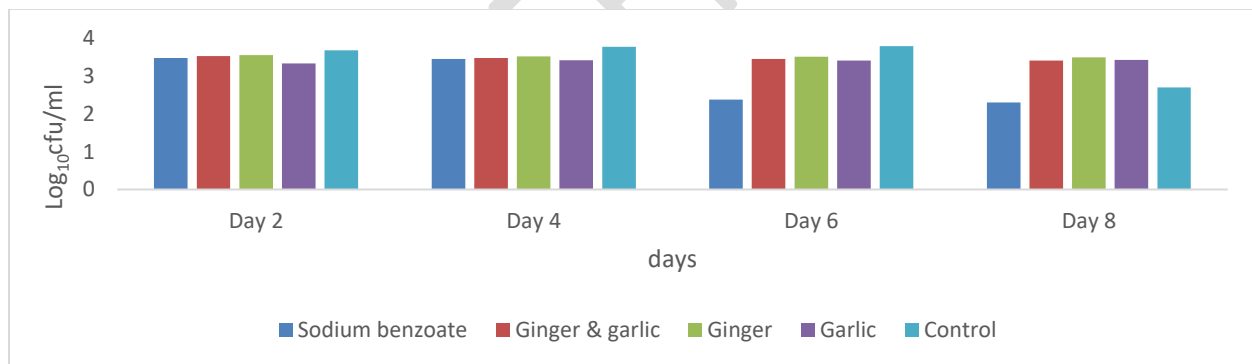 4
3
2
1
0
Log₁₀cfu/ml
Day 2 Day 4 Day 6 Day 8
days
Sodium benzoate Ginger & garlic Ginger Garlic Control